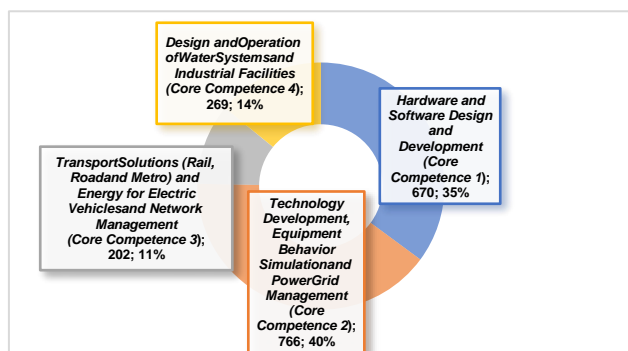 Design andOperation
ofWaterSystemsand
Industrial Facilities
(Core Competence 4);
269; 14%
Hardware and
Software Design
and
Development
(Core
Competence 1);
670; 35%
TransportSolutions (Rail,
Roadand Metro) and
Energy for Electric
Vehiclesand Network
Management
(Core Competence 3);
202; 11%
Technology
Development,
Equipment
Behavior
Simulationand
PowerGrid
Management
(Core
Competence 2);
766; 40%